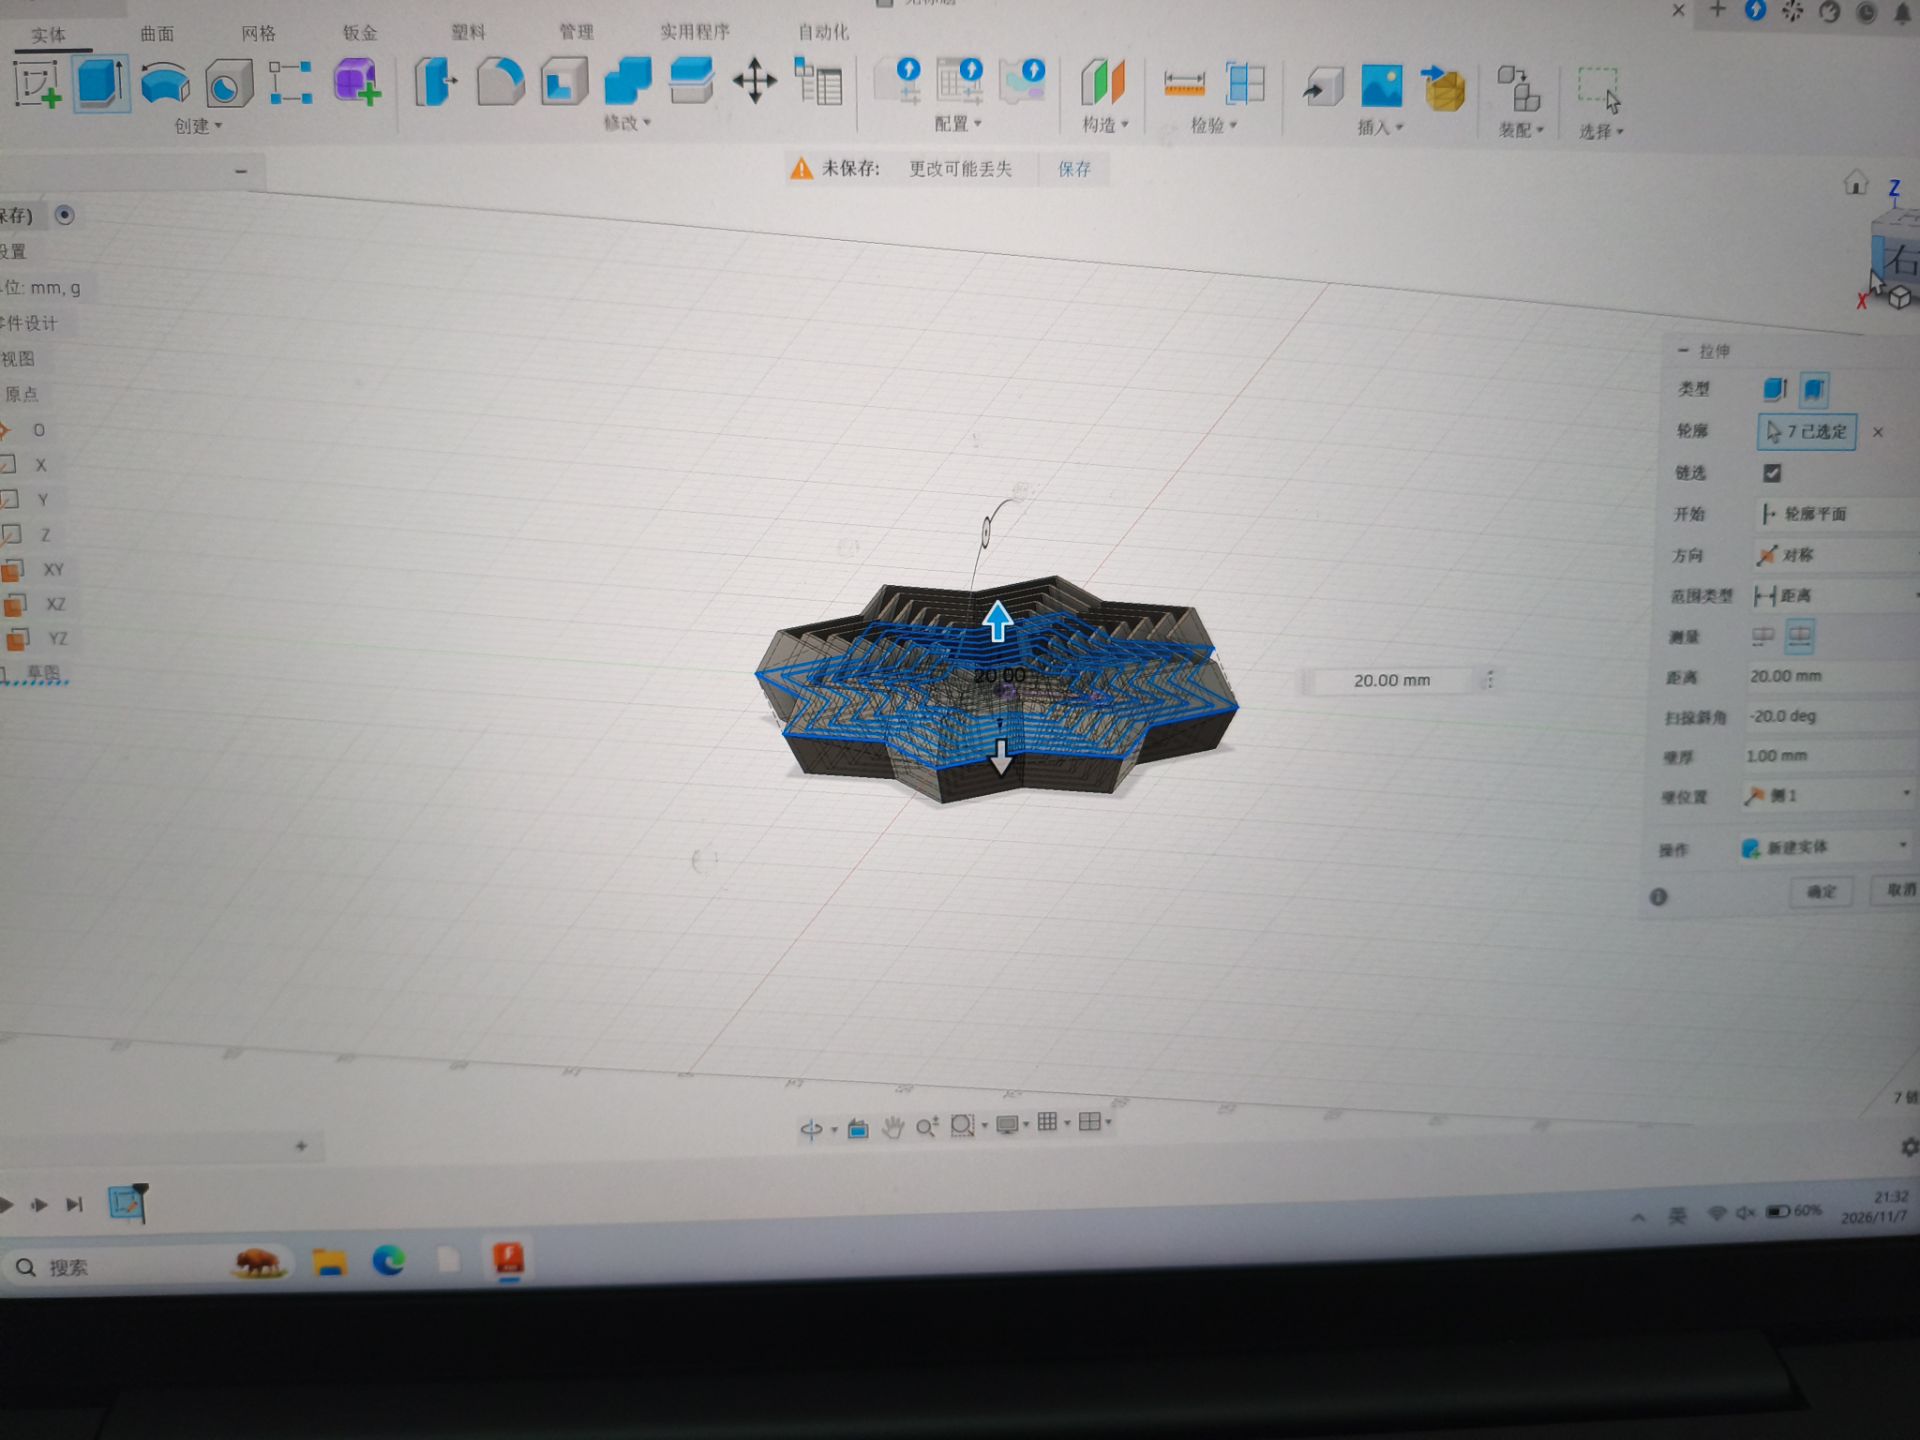 实体 曲面 网格 钣金 塑料 管理 实用程序 自动化
创建 修改 配置 构造 检验 插入 装配 选择
未保存: 更改可能丢失 保存
保存)
设置
位: mm, g
零件设计
视图
原点
O
X
Y
Z
XY
XZ
YZ
草图
Z
右
X
20.00
20.00 mm
拉伸
类型
轮廓 7 已选定
链选
开始 轮廓平面
方向 对称
范围类型 距离
测量
距离 20.00 mm
扫掠斜角 -20.0 deg
壁厚 1.00 mm
壁位置 侧1
操作 新建实体
确定 取消
7 链
搜索
英 60%
21:32
2026/11/7